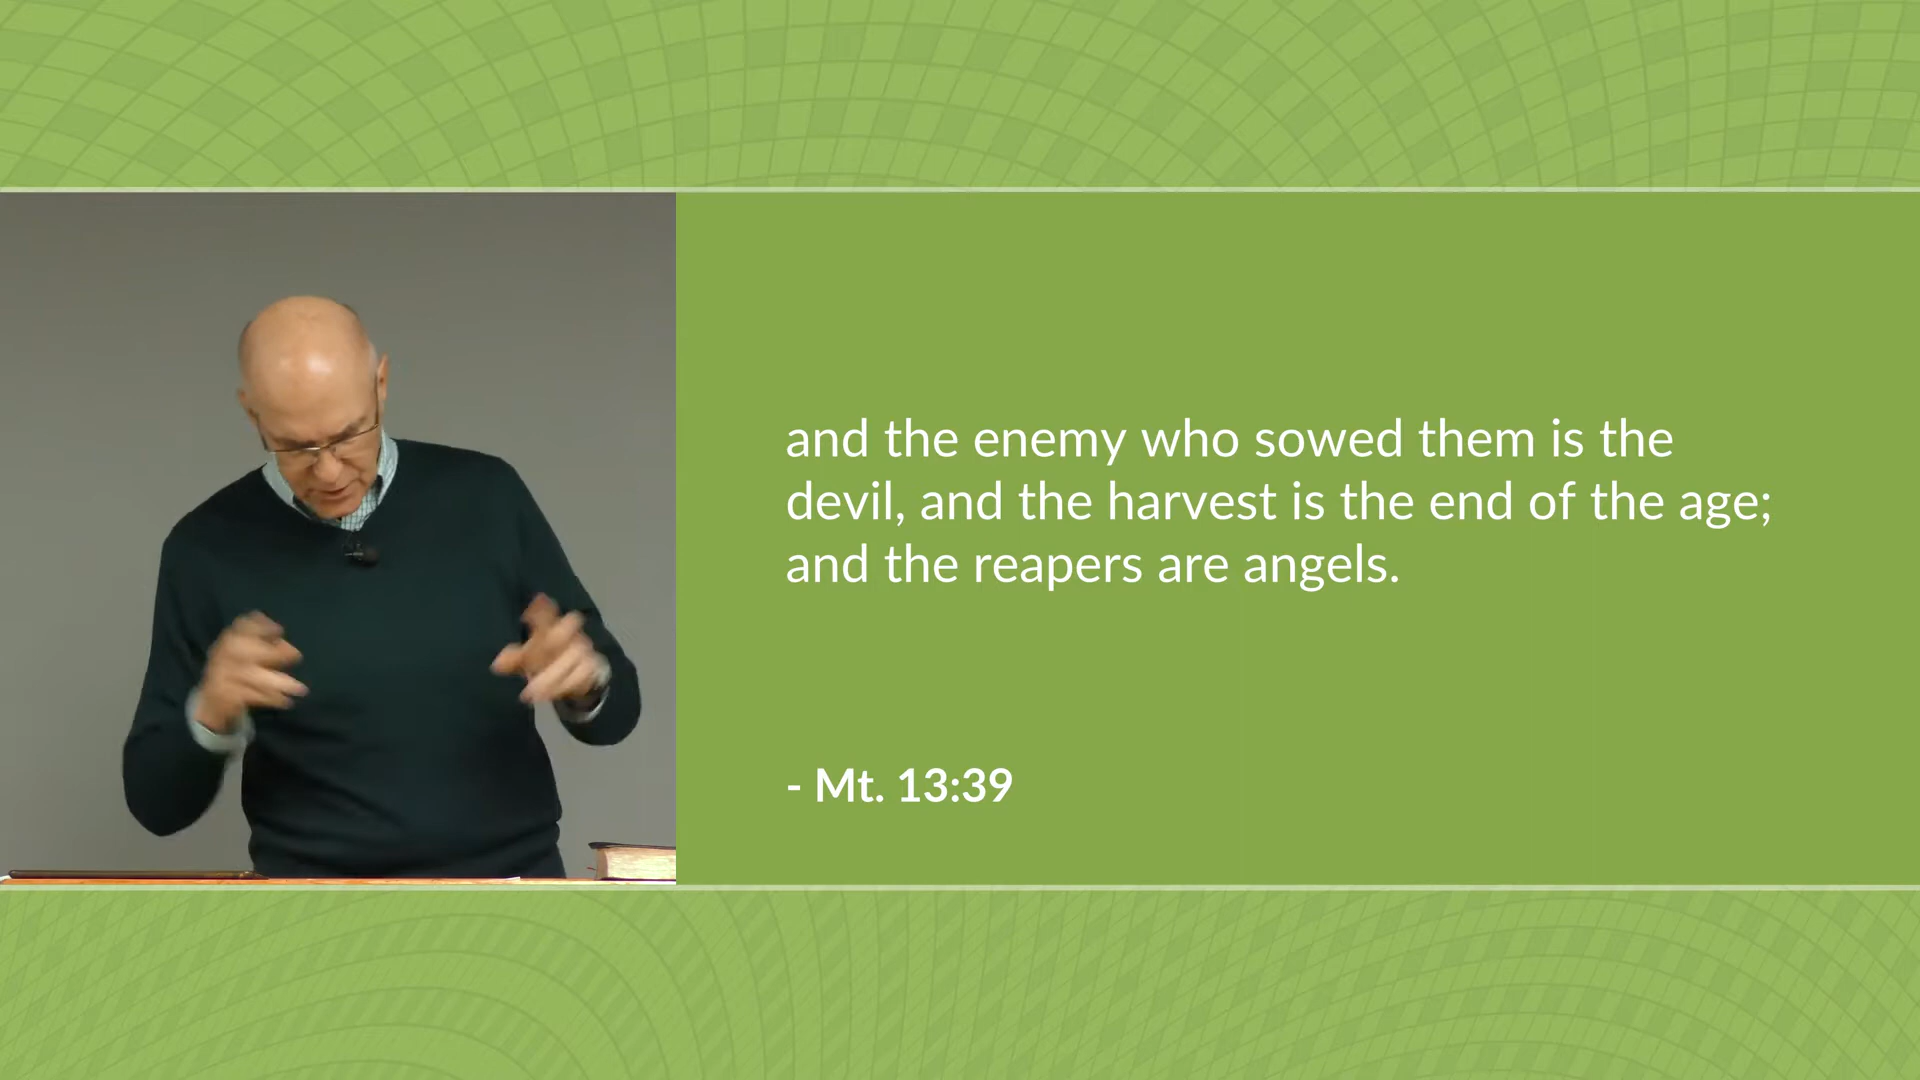 and the enemy who sowed them is the
devil, and the harvest is the end of the age;
and the reapers are angels.
- Mt. 13:39